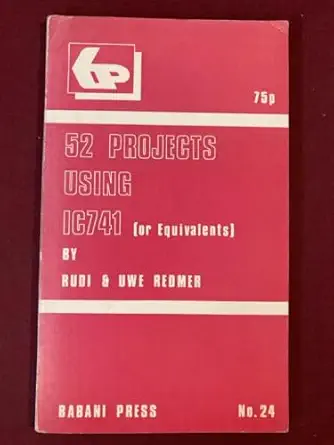 bp
75p
52 PROJECTS
USING
IC741 (or Equivalents)
BY
RUDI & UWE REDMER
BABANI PRESS No.24